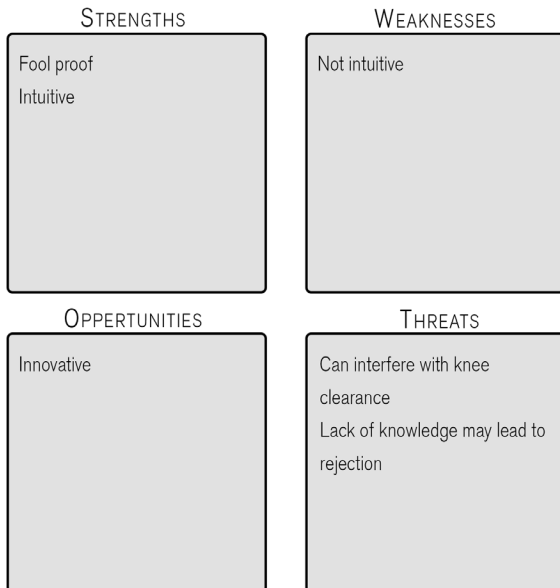 STRENGTHS
Fool proof
Intuitive
WEAKNESSES
Not intuitive
OPPERTUNITIES
Innovative
THREATS
Can interfere with knee
clearance
Lack of knowledge may lead to
rejection